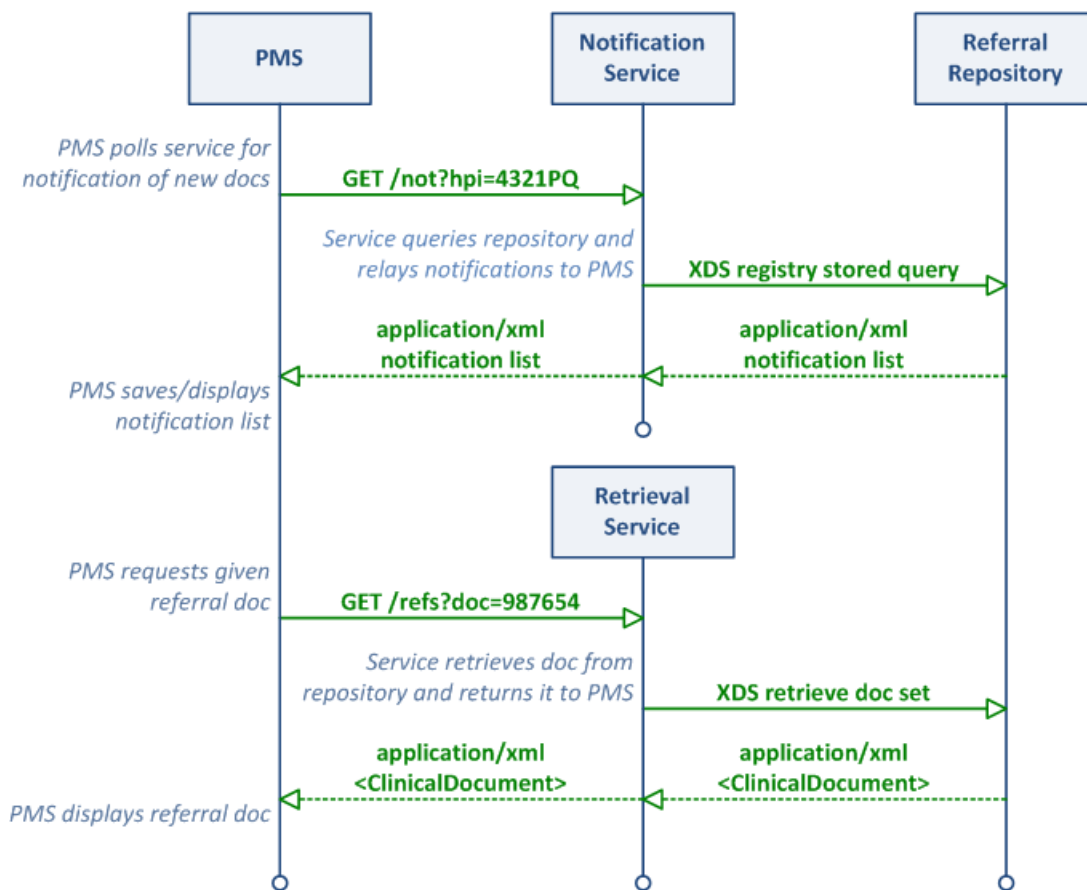 PMS
Notification
Service
Referral
Repository
PMS polls service for
notification of new docs
GET /not?hpi=4321PQ
Service queries repository and
relays notifications to PMS
XDS registry stored query
application/xml
notification list
application/xml
notification list
PMS saves/displays
notification list
Retrieval
Service
PMS requests given
referral doc
GET /refs?doc=987654
Service retrieves doc from
repository and returns it to PMS
XDS retrieve doc set
application/xml
<ClinicalDocument>
application/xml
<ClinicalDocument>
PMS displays referral doc